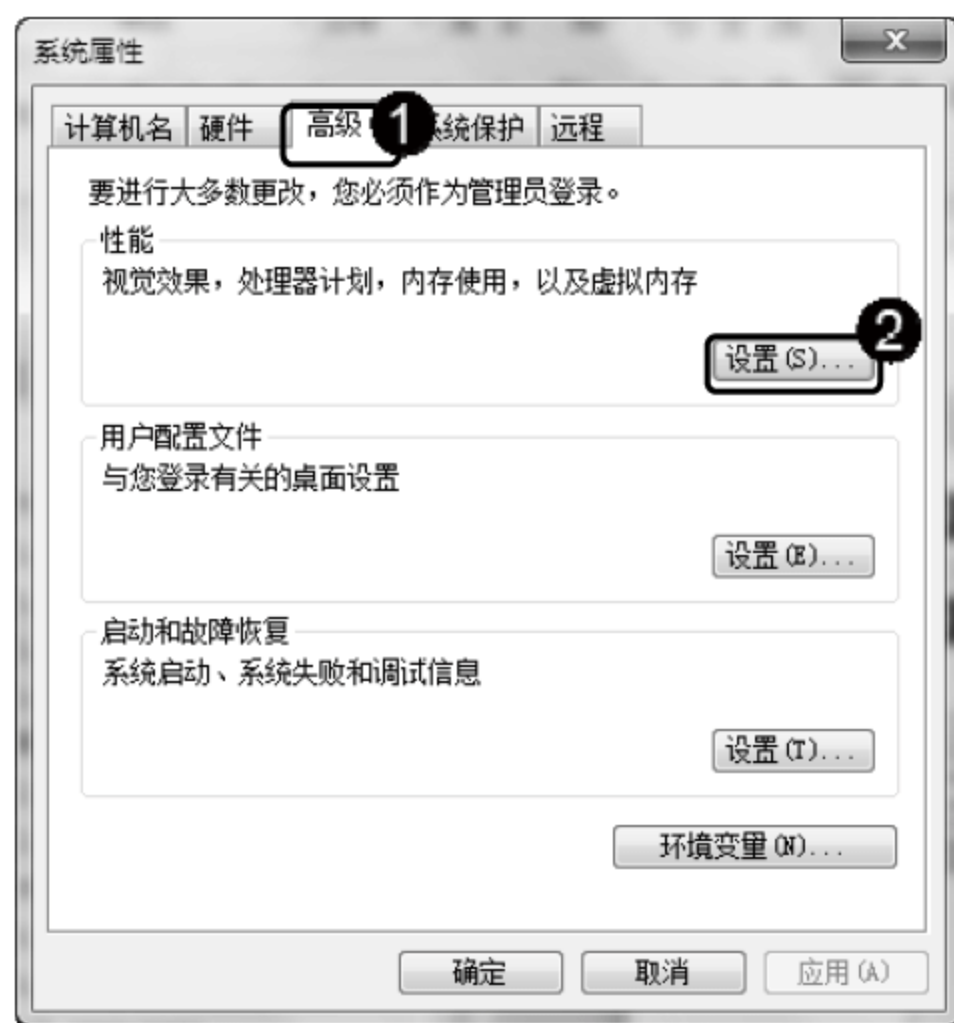 系统属性
x
计算机名 硬件 高级 1 系统保护 远程
要进行大多数更改，您必须作为管理员登录。
性能
视觉效果，处理器计划，内存使用，以及虚拟内存
2
设置(S)...
用户配置文件
与您登录有关的桌面设置
设置(E)...
启动和故障恢复
系统启动、系统失败和调试信息
设置(T)...
环境变量(N)...
确定 取消 应用(A)